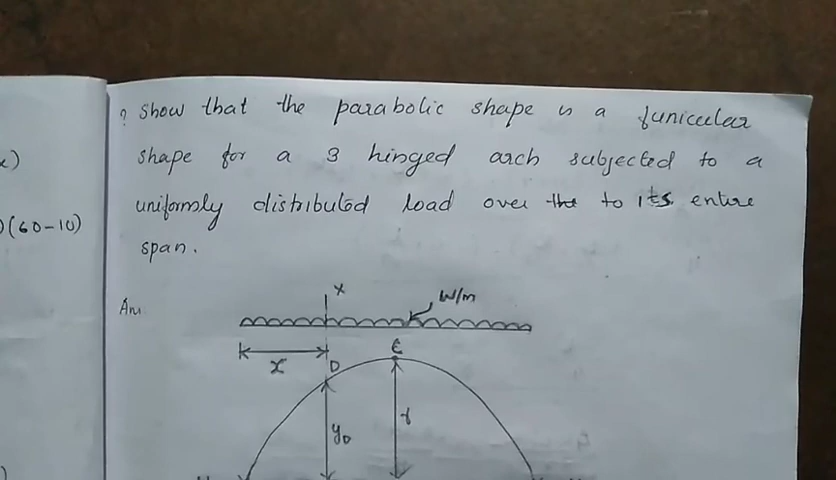 ? Show that the parabolic shape is a funicular
shape for a 3 hinged arch subjected to a
uniformly distributed load over the to its entire
span.
Ans
x
W/m
x
D
C
y₀
)(60-10)